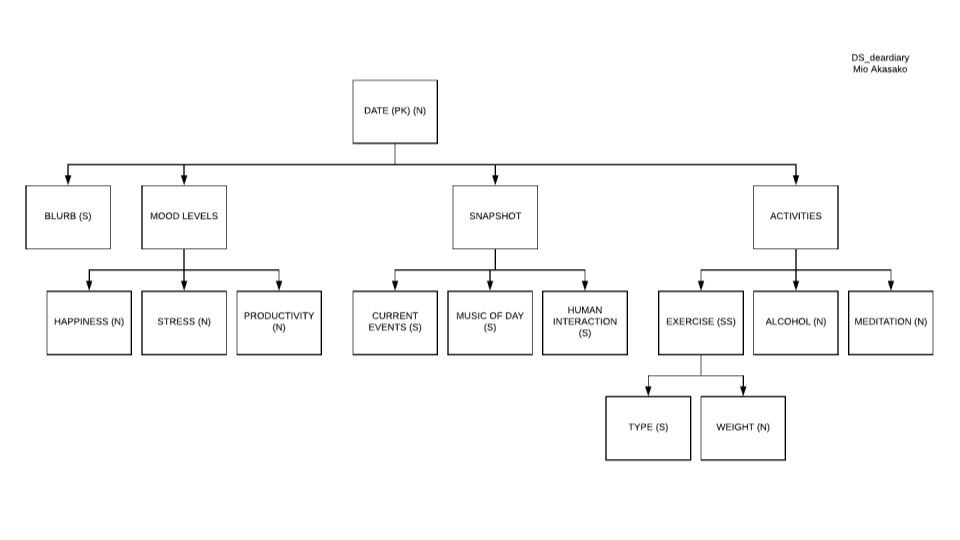 DS_deardiary
Mio Akasako
DATE (PK) (N)
BLURB (S)
MOOD LEVELS
SNAPSHOT
ACTIVITIES
HAPPINESS (N)
STRESS (N)
PRODUCTIVITY
(N)
CURRENT
EVENTS (S)
MUSIC OF DAY
(S)
HUMAN
INTERACTION
(S)
EXERCISE (SS)
ALCOHOL (N)
MEDITATION (N)
TYPE (S)
WEIGHT (N)